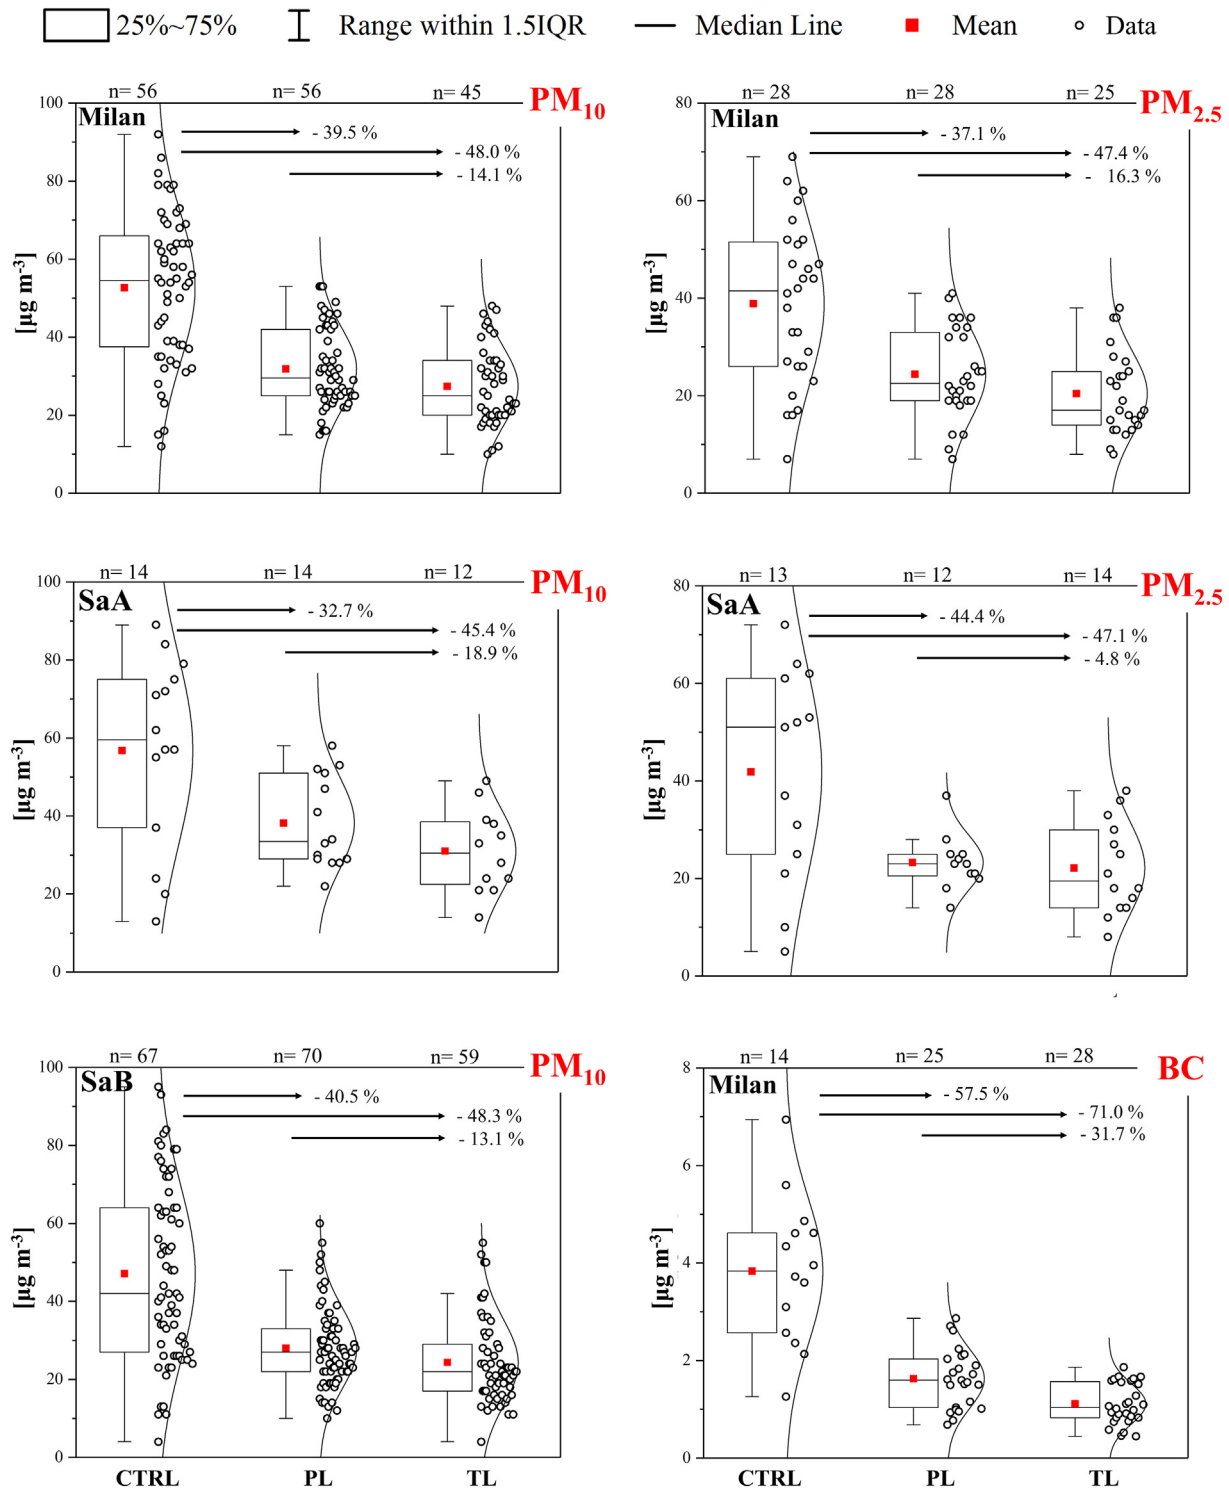 25%~75% Range within 1.5IQR Median Line Mean Data
n= 56 n= 56 n= 45 PM10
Milan
- 39.5 %
- 48.0 %
- 14.1 %
[µg m-3]
100
80
60
40
20
0
n= 28 n= 28 n= 25 PM2.5
Milan
- 37.1 %
- 47.4 %
- 16.3 %
[µg m-3]
80
60
40
20
0
n= 14 n= 14 n= 12 PM10
SaA
- 32.7 %
- 45.4 %
- 18.9 %
[µg m-3]
100
80
60
40
20
0
n= 13 n= 12 n= 14 PM2.5
SaA
- 44.4 %
- 47.1 %
- 4.8 %
[µg m-3]
80
60
40
20
0
n= 67 n= 70 n= 59 PM10
SaB
- 40.5 %
- 48.3 %
- 13.1 %
[µg m-3]
100
80
60
40
20
0
CTRL PL TL
n= 14 n= 25 n= 28 BC
Milan
- 57.5 %
- 71.0 %
- 31.7 %
[µg m-3]
8
6
4
2
0
CTRL PL TL